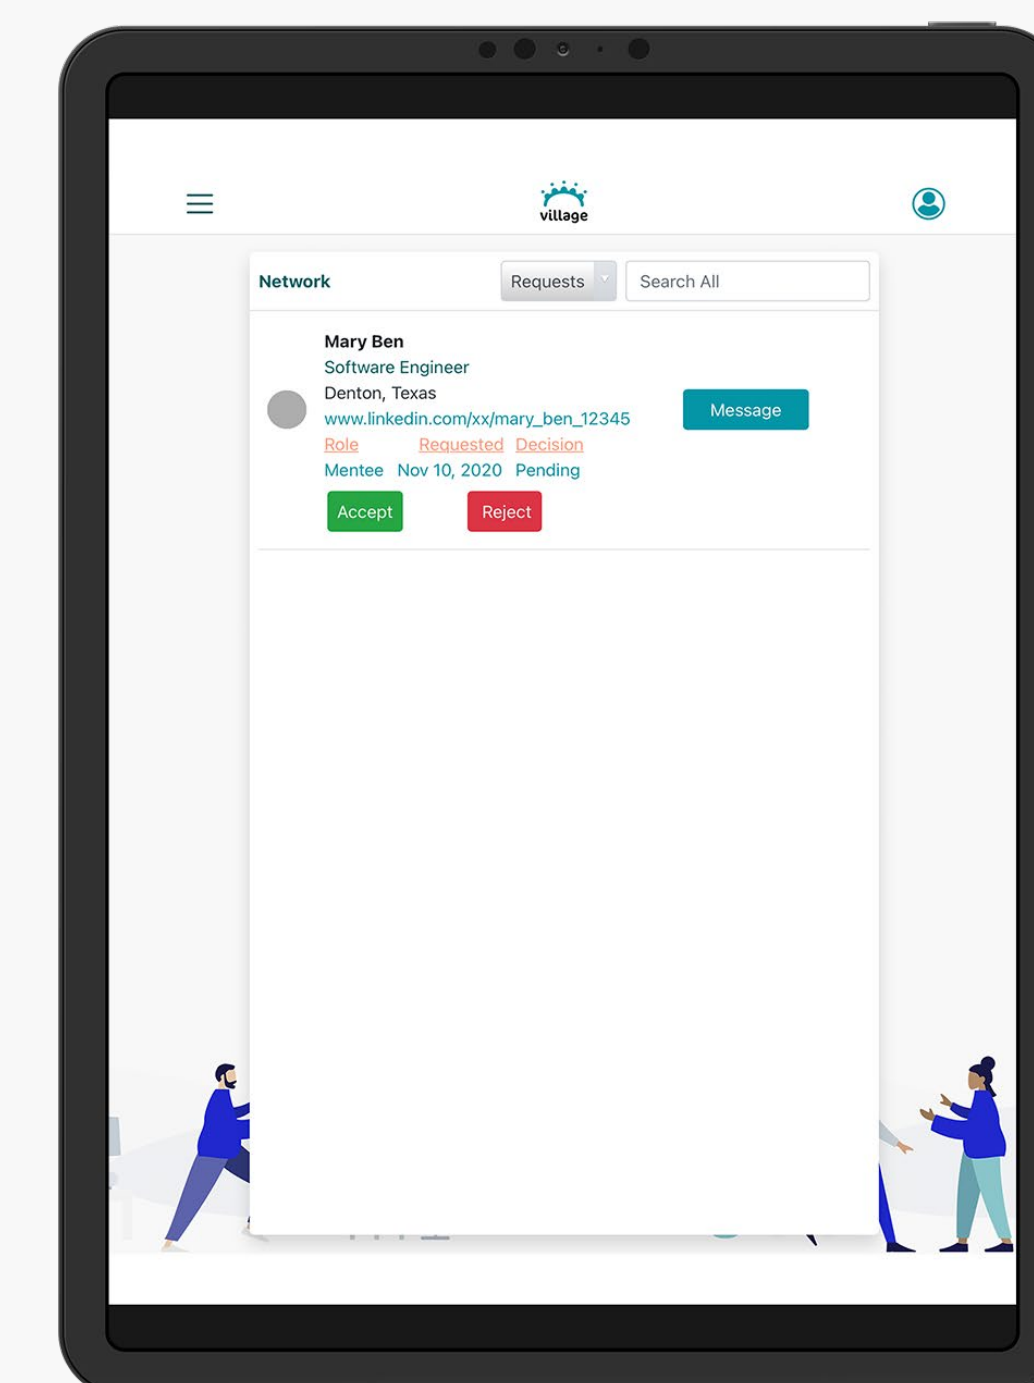 village
Network Requests Search All
Mary Ben
Software Engineer
Denton, Texas
www.linkedin.com/xx/mary_ben_12345
Message
Role Requested Decision
Mentee Nov 10, 2020 Pending
Accept Reject